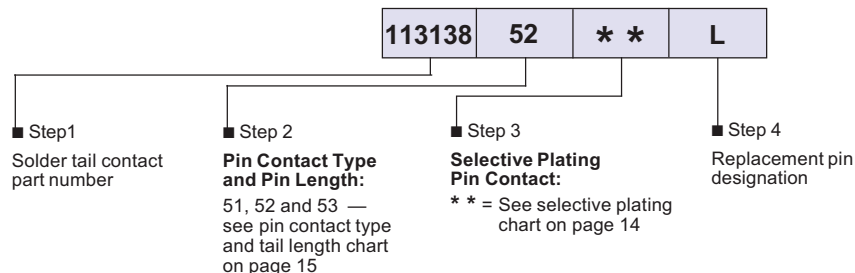 113138 52 * * L
■ Step1
Solder tail contact
part number
■ Step 2
Pin Contact Type
and Pin Length:
51, 52 and 53 —
see pin contact type
and tail length chart
on page 15
■ Step 3
Selective Plating
Pin Contact:
* * = See selective plating
chart on page 14
■ Step 4
Replacement pin
designation